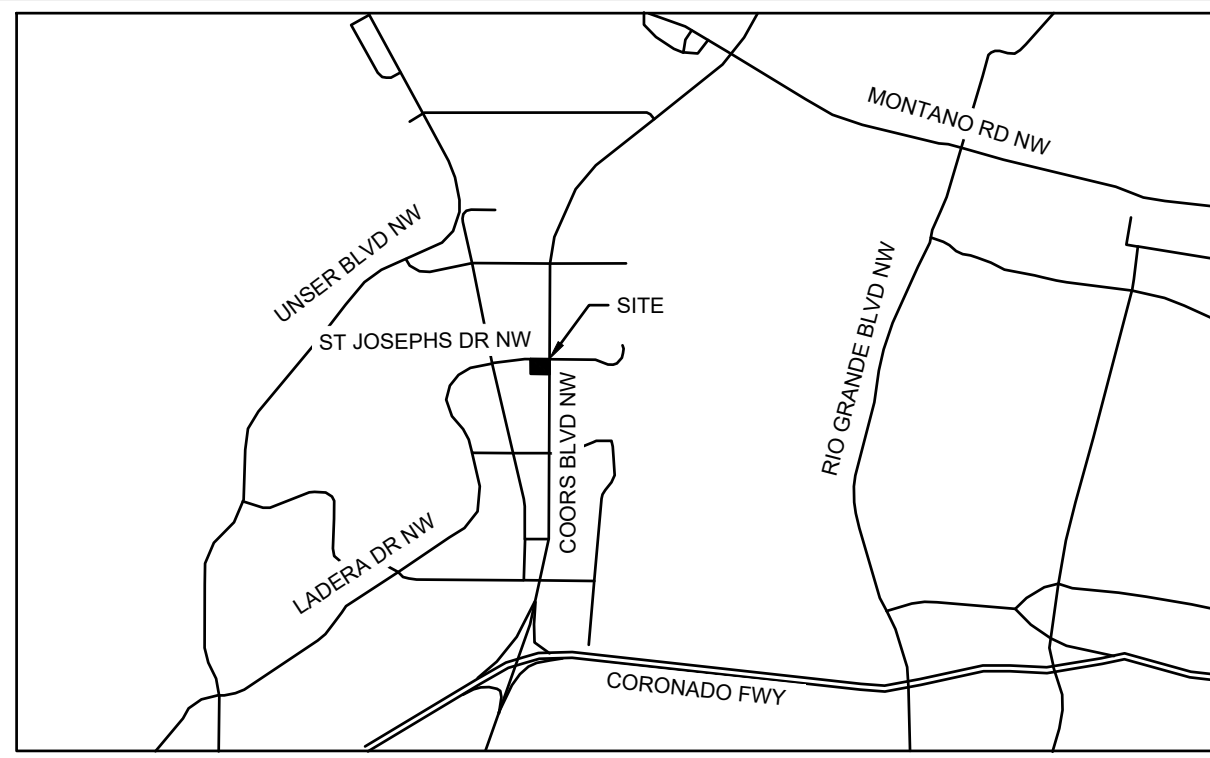 MONTANO RD NW
UNSER BLVD NW
SITE
ST JOSEPHS DR NW
RIO GRANDE BLVD NW
COORS BLVD NW
LADERA DR NW
CORONADO FWY